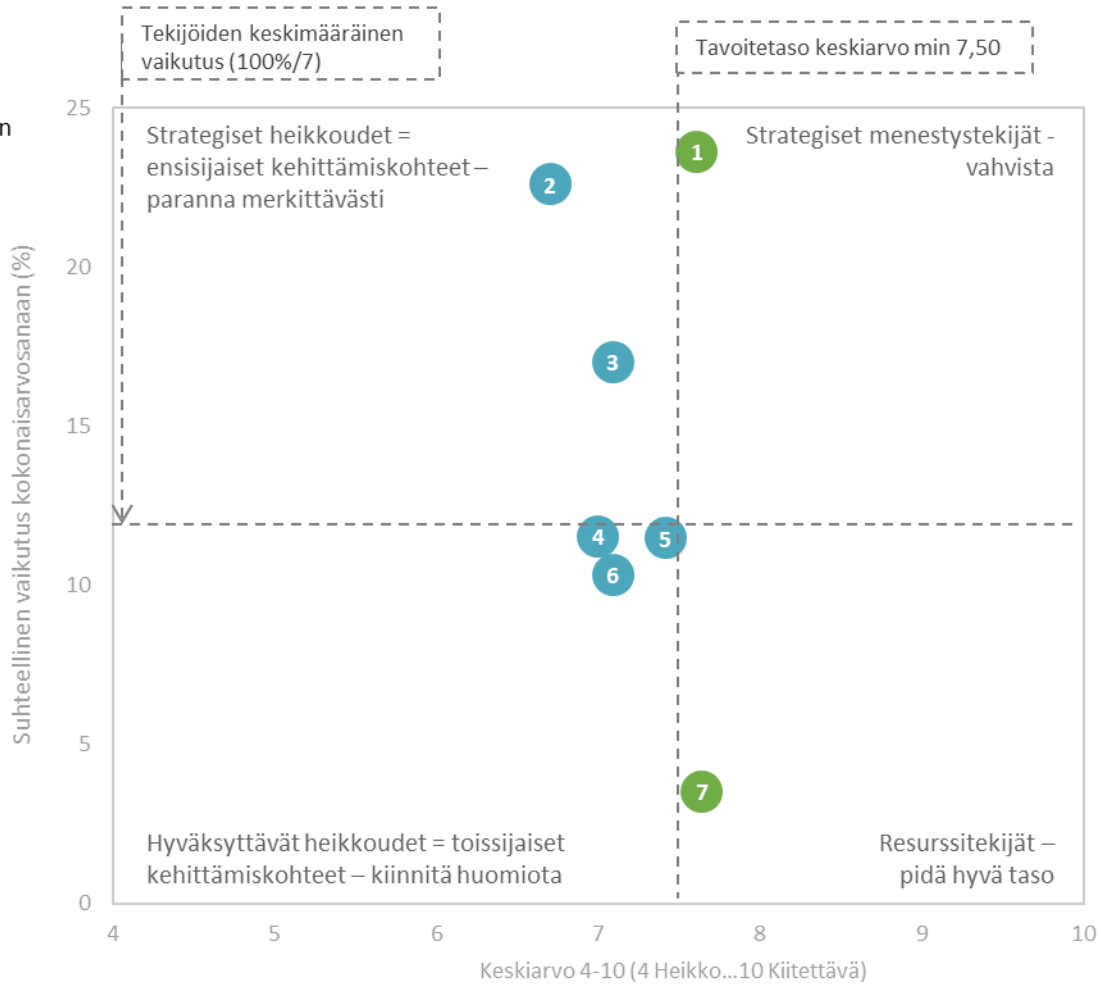 Tekijöiden keskimääräinen
vaikutus (100%/7)
Tavoitetaso keskiarvo min 7,50
n
25
20
15
10
5
0
Suhteellinen vaikutus kokonaisarvosanaan (%)
Strategiset heikkoudet =
ensisijaiset kehittämiskohteet –
paranna merkittävästi
Strategiset menestystekijät -
vahvista
1
2
3
4
5
6
7
Hyväksyttävät heikkoudet = toissijaiset
kehittämiskohteet – kiinnitä huomiota
Resurssitekijät –
pidä hyvä taso
4
5
6
7
8
9
10
Keskiarvo 4-10 (4 Heikko...10 Kiitettävä)